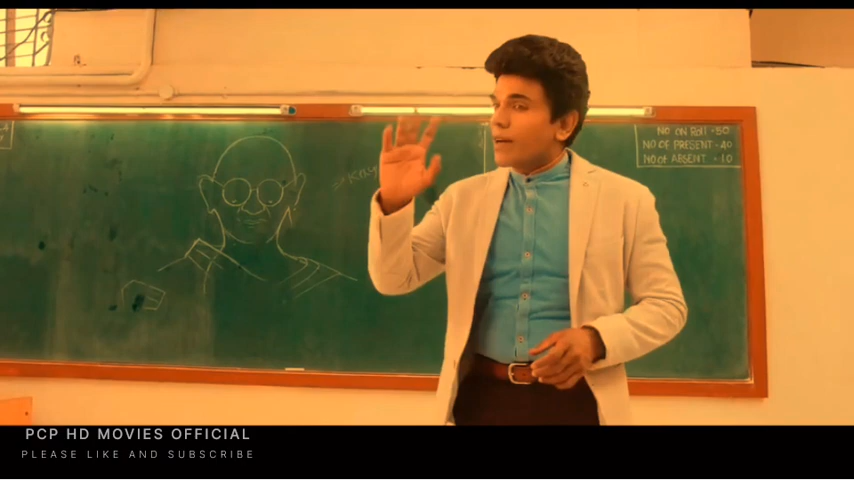 NO ON ROLL - 50
NO OF PRESENT - 40
NO OF ABSENT - 10
PCP HD MOVIES OFFICIAL
PLEASE LIKE AND SUBSCRIBE